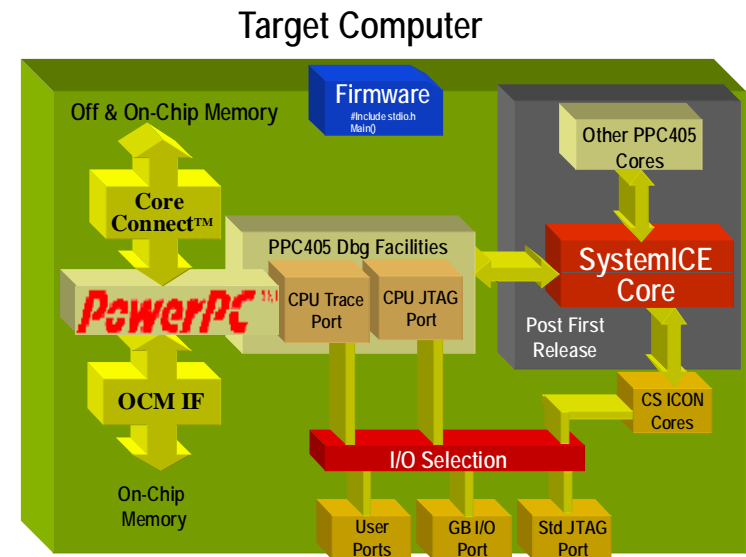 Target Computer
Off & On-Chip Memory
Firmware
#Include stdio.h
Main()
Other PPC405
Cores
Core
Connect™
PPC405 Dbg Facilities
SystemICE
Core
PowerPC™
CPU Trace
Port
CPU JTAG
Port
Post First
Release
OCM IF
CS ICON
Cores
I/O Selection
On-Chip
Memory
User
Ports
GB I/O
Port
Std JTAG
Port